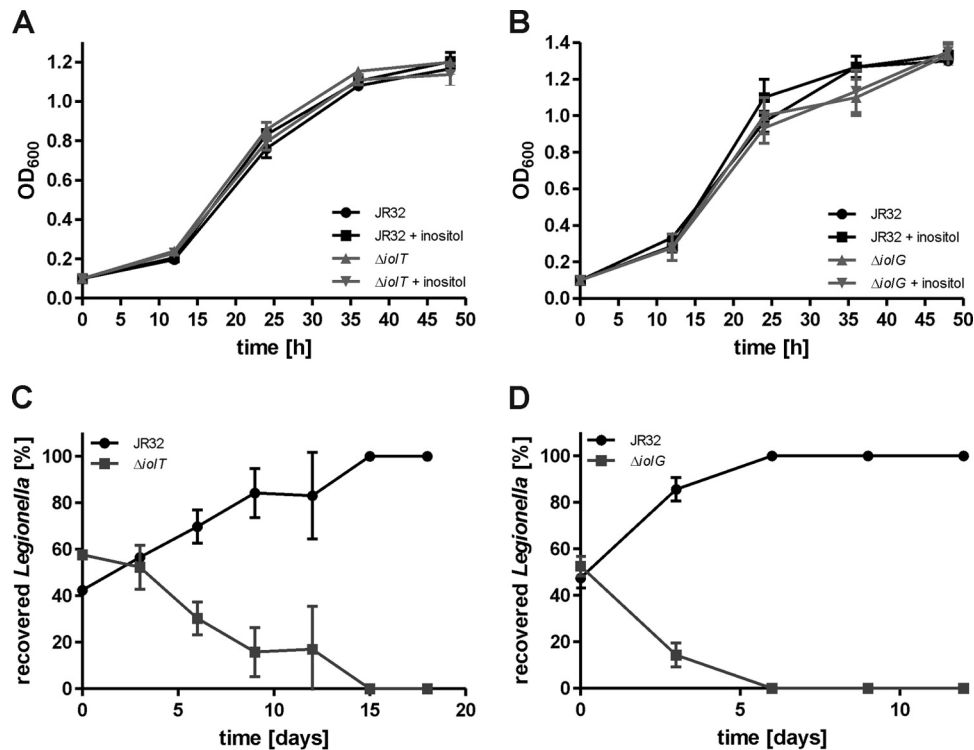 A
OD600
1.2
1.0
0.8
0.6
0.4
0.2
0.0
JR32
JR32 + inositol
ΔiolT
ΔiolT + inositol
0 5 10 15 20 25 30 35 40 45 50
time [h]
B
OD600
1.4
1.2
1.0
0.8
0.6
0.4
0.2
0.0
JR32
JR32 + inositol
ΔiolG
ΔiolG + inositol
0 5 10 15 20 25 30 35 40 45 50
time [h]
C
recovered Legionella [%]
JR32
ΔiolT
100
80
60
40
20
0
0 5 10 15 20
time [days]
D
recovered Legionella [%]
JR32
ΔiolG
100
80
60
40
20
0
0 5 10
time [days]